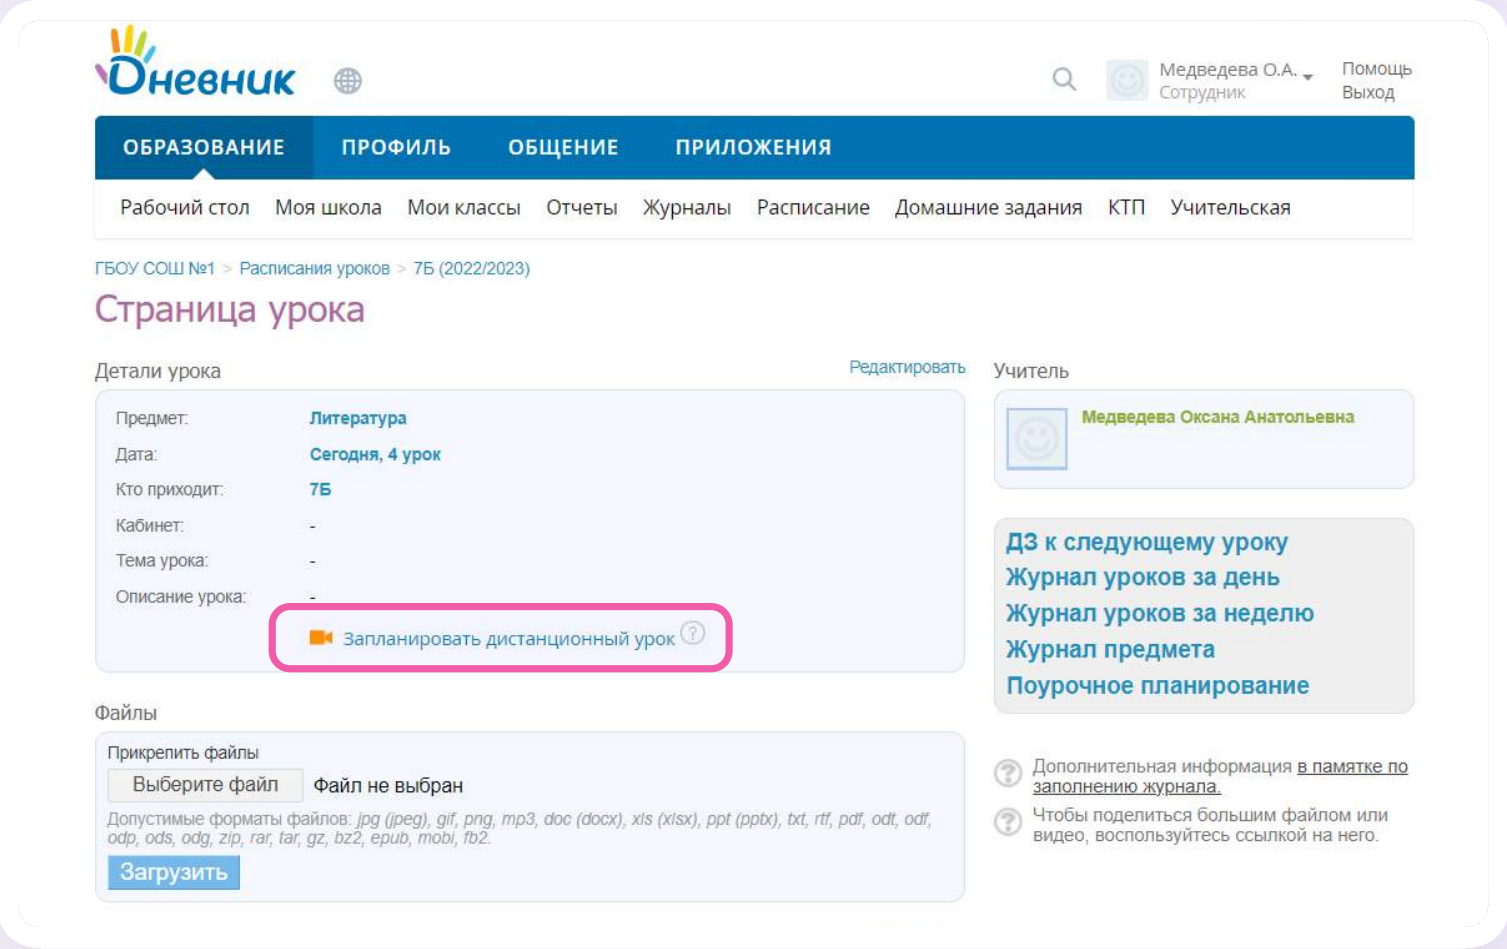 Дневник
Медведева О.А.
Сотрудник
Помощь
Выход
ОБРАЗОВАНИЕ ПРОФИЛЬ ОБЩЕНИЕ ПРИЛОЖЕНИЯ
Рабочий стол Моя школа Мои классы Отчеты Журналы Расписание Домашние задания КТП Учительская
ГБОУ СОШ №1 > Расписания уроков > 7Б (2022/2023)
Страница урока
Детали урока Редактировать
Предмет: Литература
Дата: Сегодня, 4 урок
Кто приходит: 7Б
Кабинет: -
Тема урока: -
Описание урока: -
Запланировать дистанционный урок ?
Файлы
Прикрепить файлы
Выберите файл Файл не выбран
Допустимые форматы файлов: jpg (jpeg), gif, png, mp3, doc (docx), xls (xlsx), ppt (pptx), txt, rtf, pdf, odt, odf,
odp, ods, odg, zip, rar, tar, gz, bz2, epub, mobi, fb2.
Загрузить
Учитель
Медведева Оксана Анатольевна
ДЗ к следующему уроку
Журнал уроков за день
Журнал уроков за неделю
Журнал предмета
Поурочное планирование
? Дополнительная информация в памятке по
заполнению журнала.
? Чтобы поделиться большим файлом или
видео, воспользуйтесь ссылкой на него.